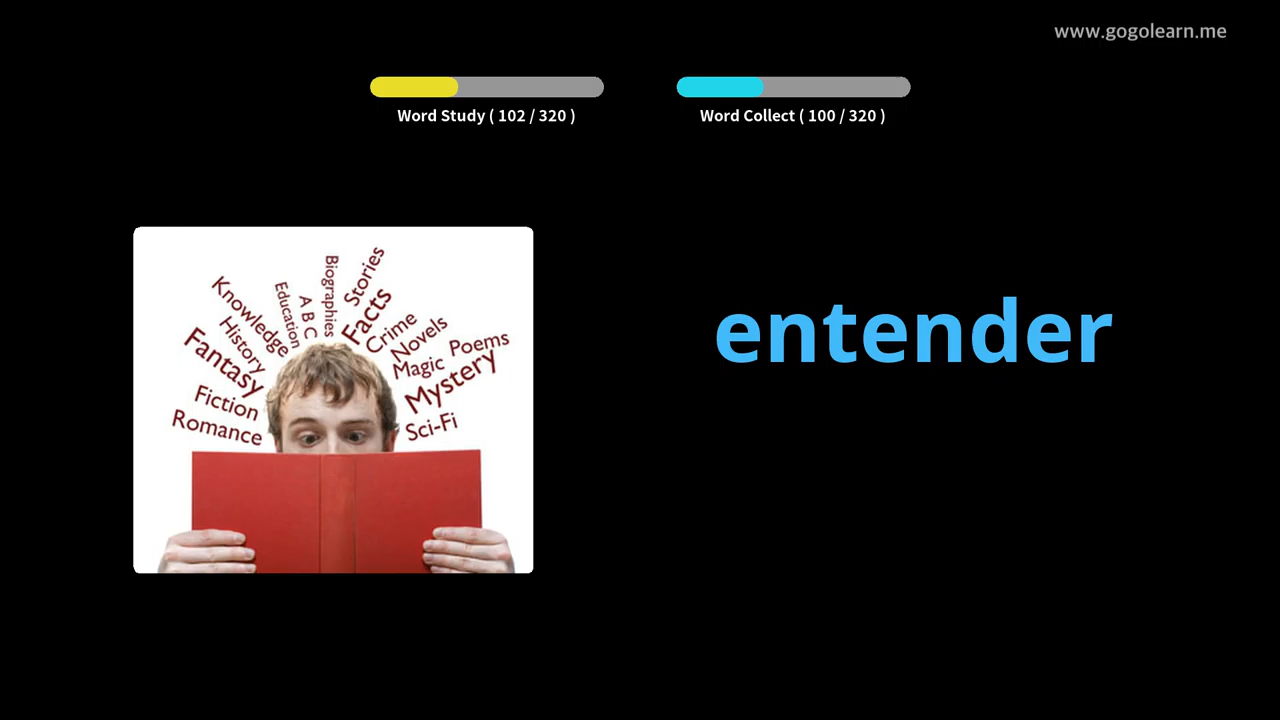 www.gogolearn.me
Word Study ( 102 / 320 )
Word Collect ( 100 / 320 )
Biographies
Stories
Education
A B C
Facts
Knowledge
Crime
History
Novels
Fantasy
Magic
Poems
Mystery
Fiction
Romance
Sci-Fi
entender